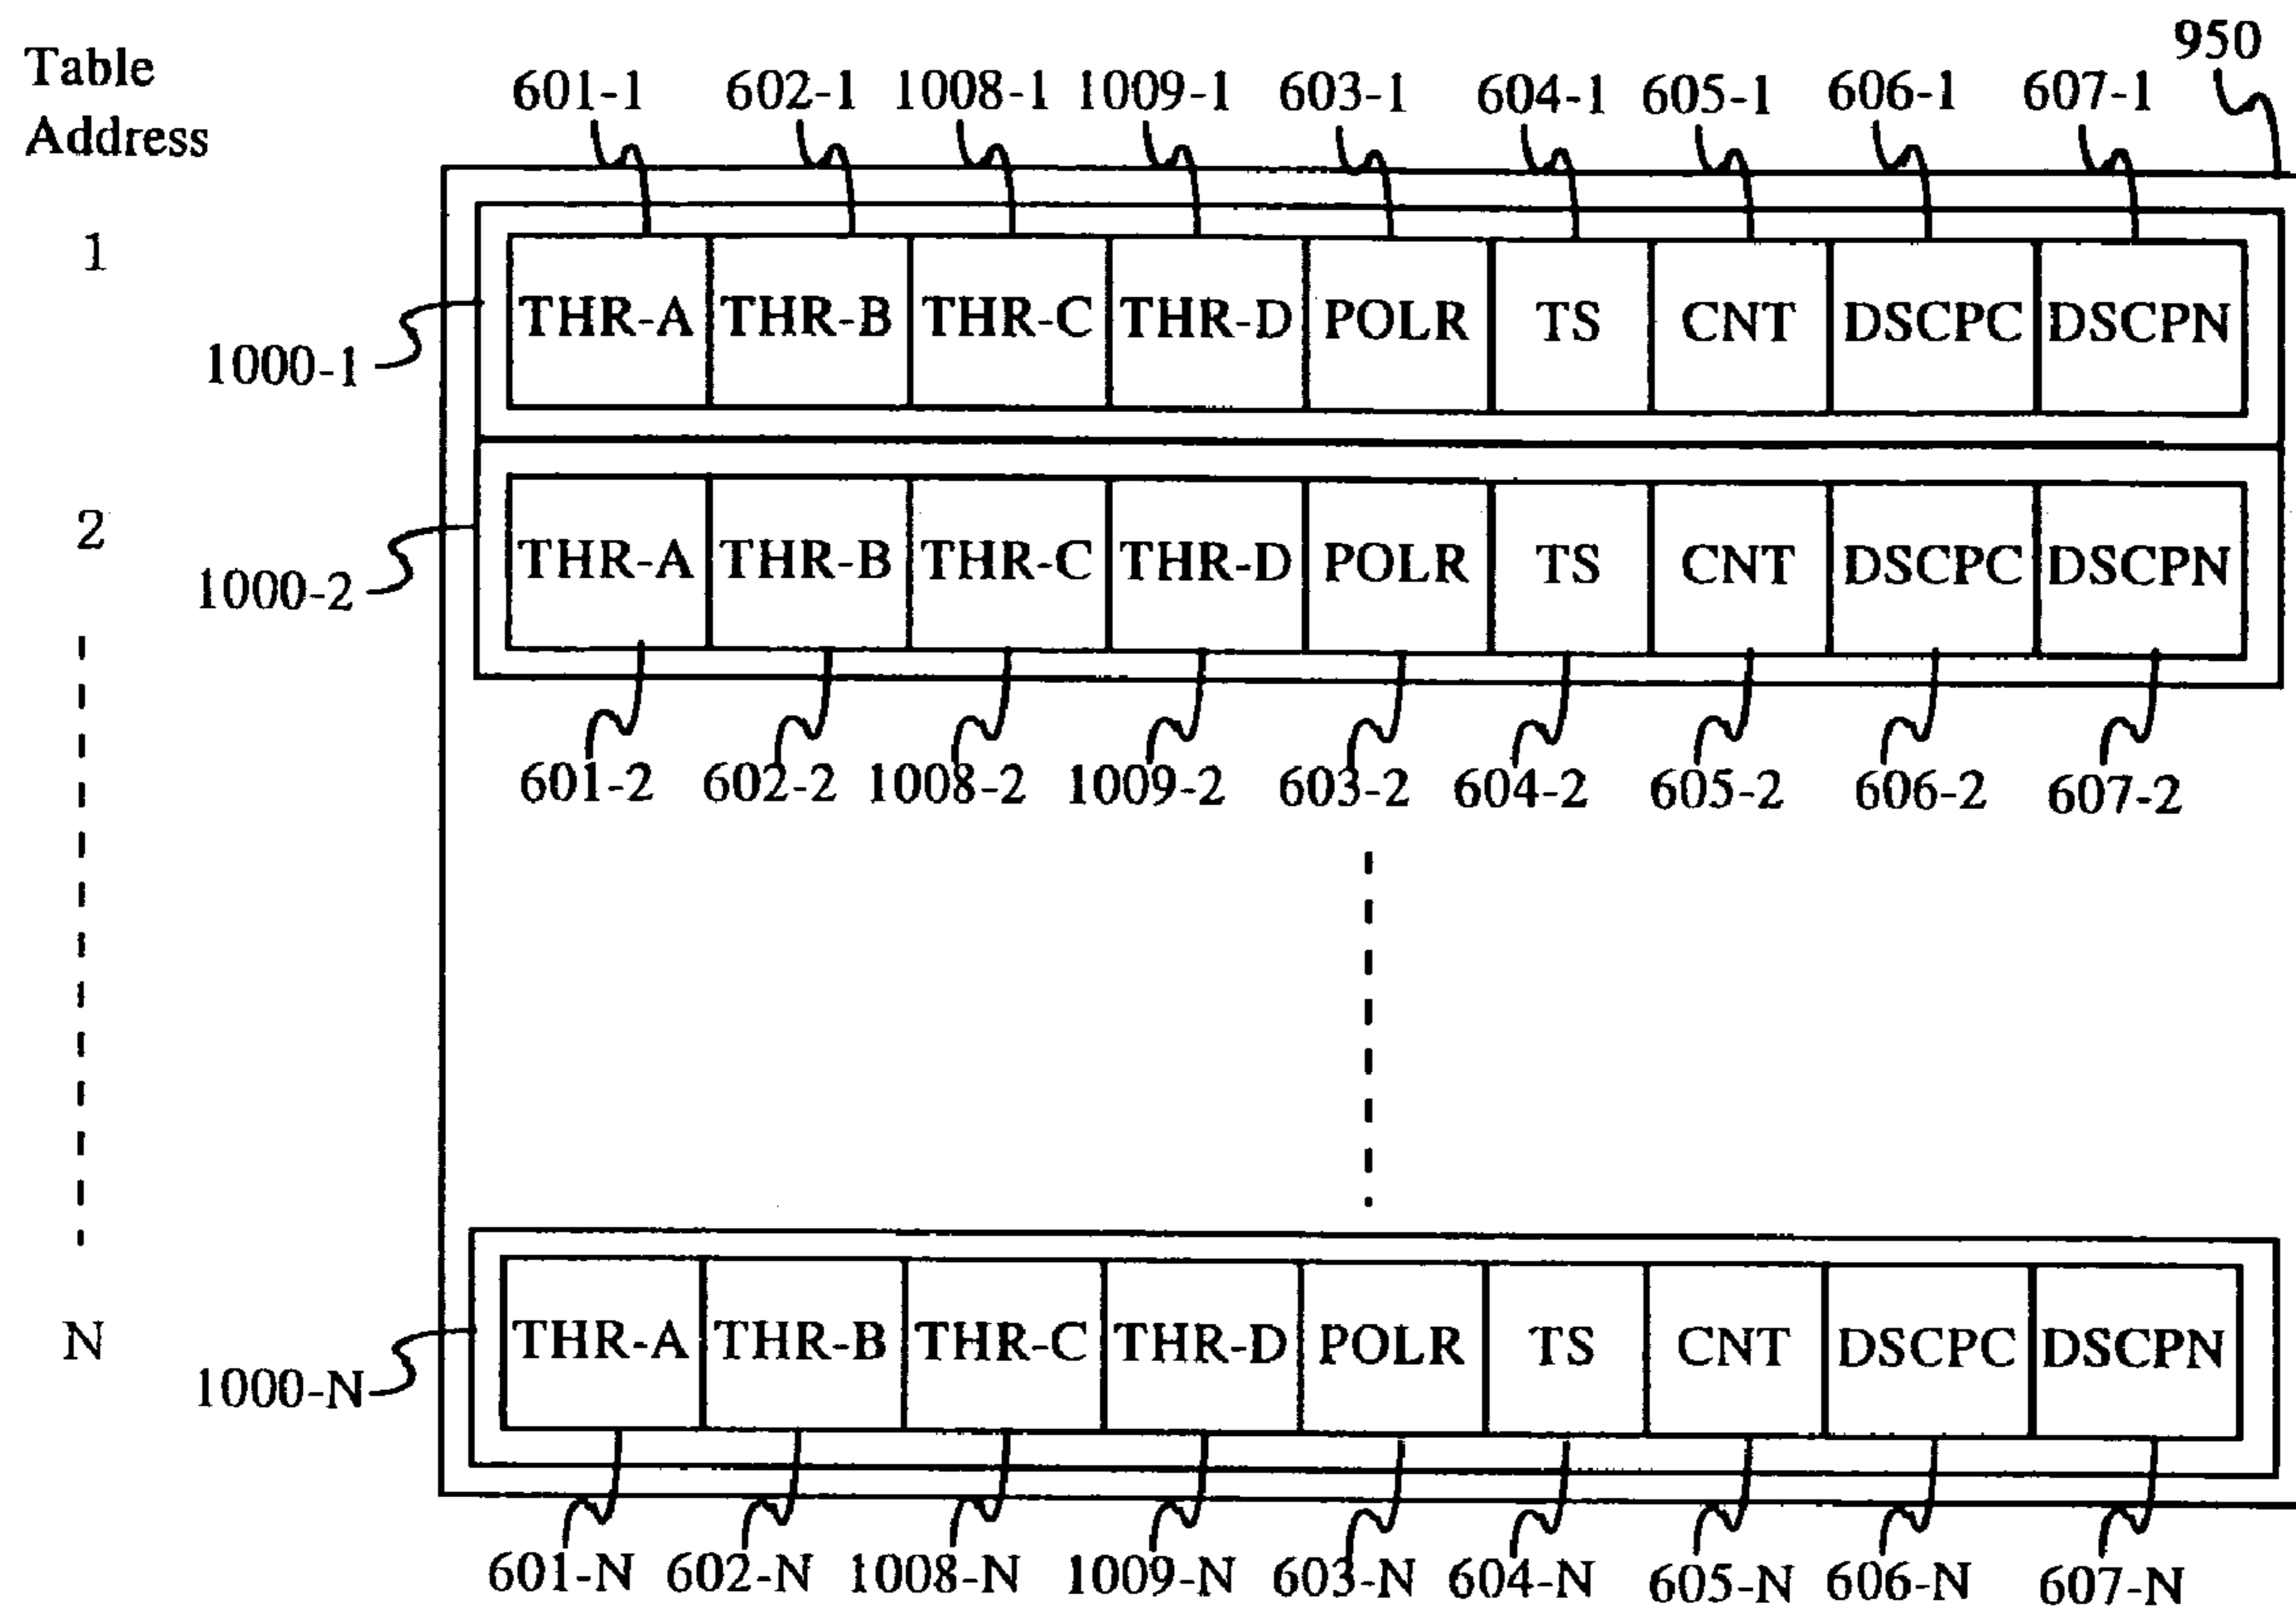 950
Table
Address
601-1 602-1 1008-1 1009-1 603-1 604-1 605-1 606-1 607-1
1
THR-A THR-B THR-C THR-D POLR TS CNT DSCPC DSCPN
1000-1
2
THR-A THR-B THR-C THR-D POLR TS CNT DSCPC DSCPN
1000-2
601-2 602-2 1008-2 1009-2 603-2 604-2 605-2 606-2 607-2
N
THR-A THR-B THR-C THR-D POLR TS CNT DSCPC DSCPN
1000-N
601-N 602-N 1008-N 1009-N 603-N 604-N 605-N 606-N 607-N